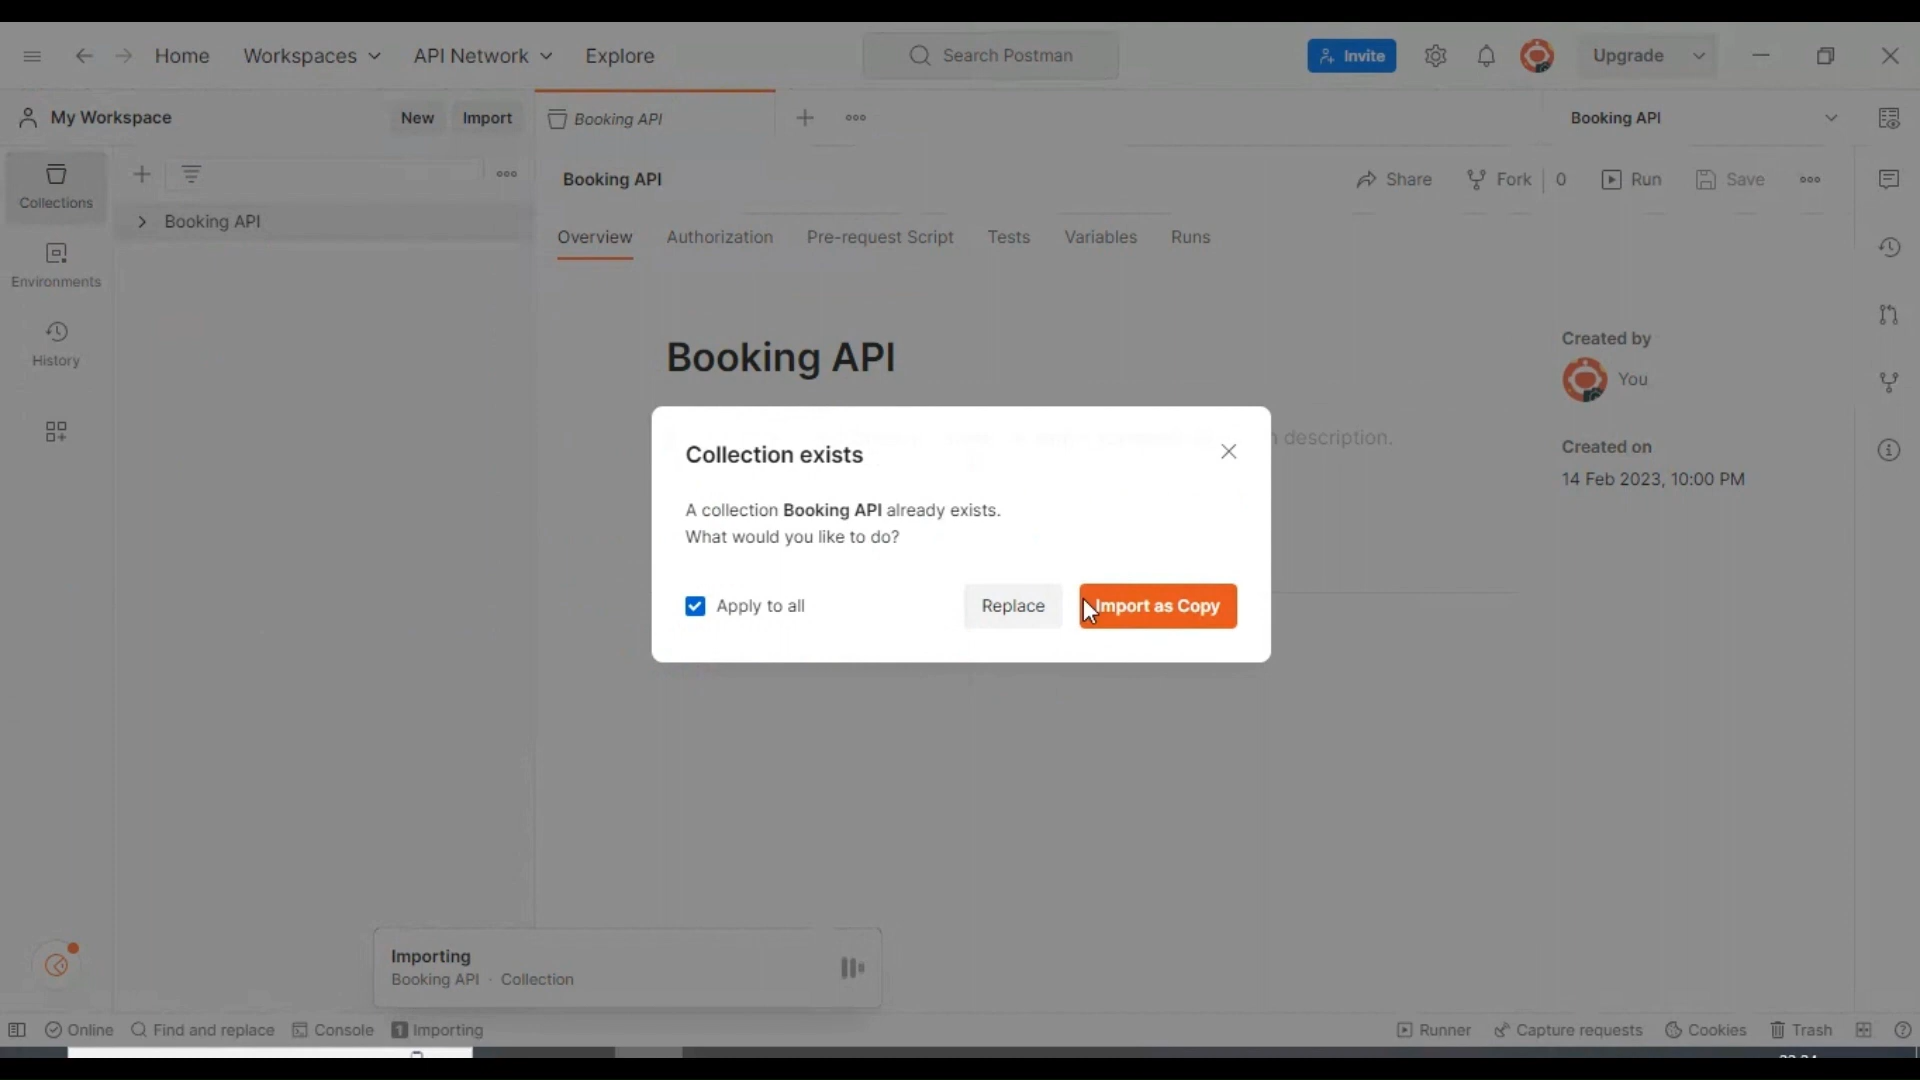 Home
Workspaces
API Network
Explore
Search Postman
Invite
Upgrade
My Workspace
New
Import
Booking API
Booking API
Collections
Booking API
Share
Fork
0
Run
Save
Booking API
Environments
History
Overview
Authorization
Pre-request Script
Tests
Variables
Runs
Booking API
description.
Created by
You
Created on
14 Feb 2023, 10:00 PM
Collection exists
A collection Booking API already exists.
What would you like to do?
Apply to all
Replace
Import as Copy
Importing
Booking API · Collection
Online
Find and replace
Console
1 Importing
Runner
Capture requests
Cookies
Trash